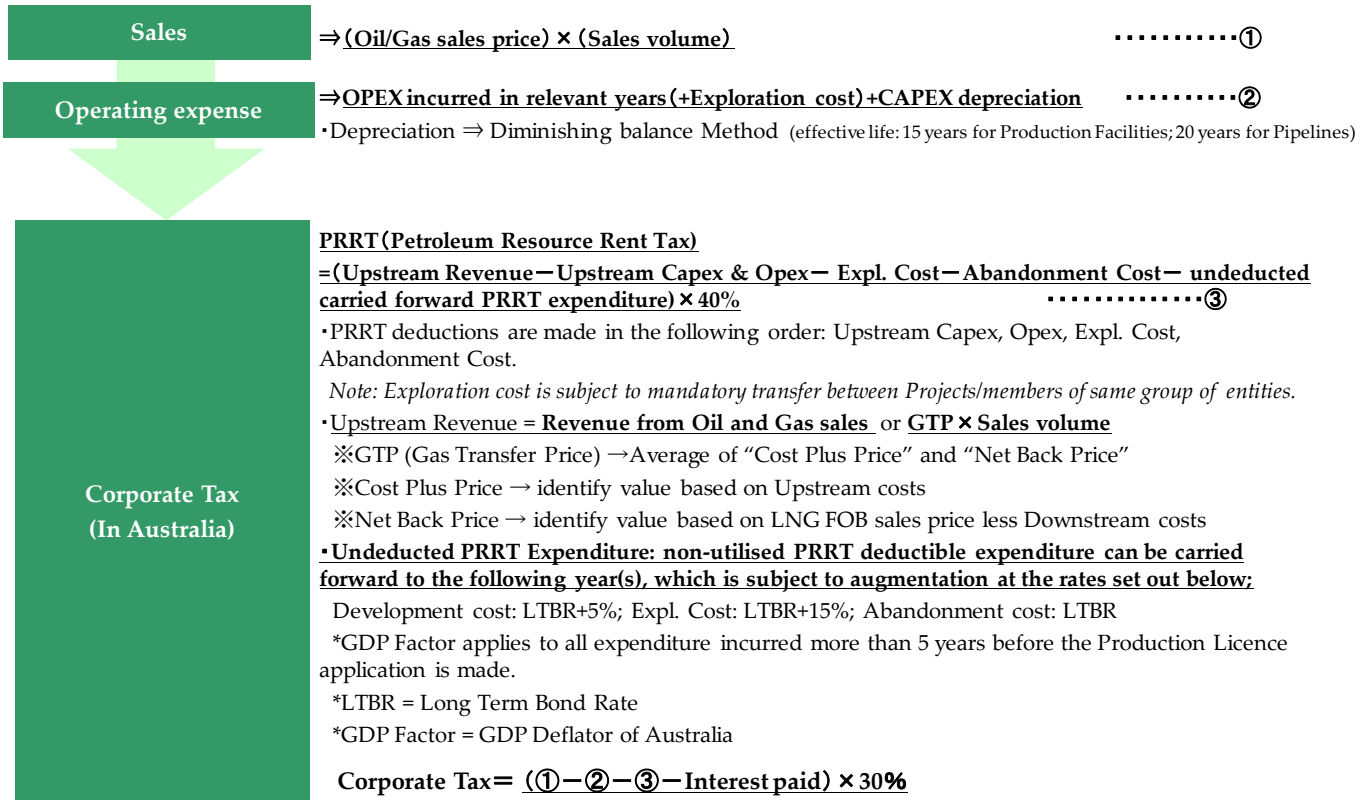 Sales
⇒(Oil/Gas sales price) × (Sales volume) ・・・・・・・・・・・①
Operating expense
⇒OPEX incurred in relevant years(+Exploration cost)+CAPEX depreciation ・・・・・・・・・・②
・Depreciation ⇒ Diminishing balance Method (effective life: 15 years for Production Facilities; 20 years for Pipelines)
Corporate Tax
(In Australia)
PRRT(Petroleum Resource Rent Tax)
=(Upstream Revenue－Upstream Capex & Opex－ Expl. Cost－Abandonment Cost－ undeducted
carried forward PRRT expenditure) × 40% ・・・・・・・・・・・・・・③
・PRRT deductions are made in the following order: Upstream Capex, Opex, Expl. Cost,
Abandonment Cost.
Note: Exploration cost is subject to mandatory transfer between Projects/members of same group of entities.
・Upstream Revenue = Revenue from Oil and Gas sales or GTP × Sales volume
※GTP (Gas Transfer Price) →Average of “Cost Plus Price” and “Net Back Price”
※Cost Plus Price → identify value based on Upstream costs
※Net Back Price → identify value based on LNG FOB sales price less Downstream costs
・Undeducted PRRT Expenditure: non-utilised PRRT deductible expenditure can be carried
forward to the following year(s), which is subject to augmentation at the rates set out below;
Development cost: LTBR+5%; Expl. Cost: LTBR+15%; Abandonment cost: LTBR
*GDP Factor applies to all expenditure incurred more than 5 years before the Production Licence
application is made.
*LTBR = Long Term Bond Rate
*GDP Factor = GDP Deflator of Australia
Corporate Tax＝ (①－②－③－Interest paid) × 30%